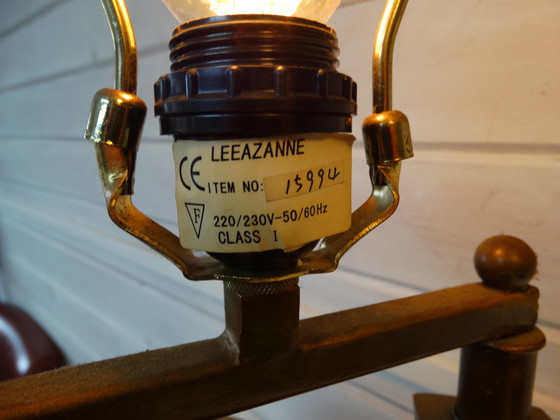 LEEAZANNE
CE ITEM NO: 15994
F 220/230V-50/60Hz
CLASS I